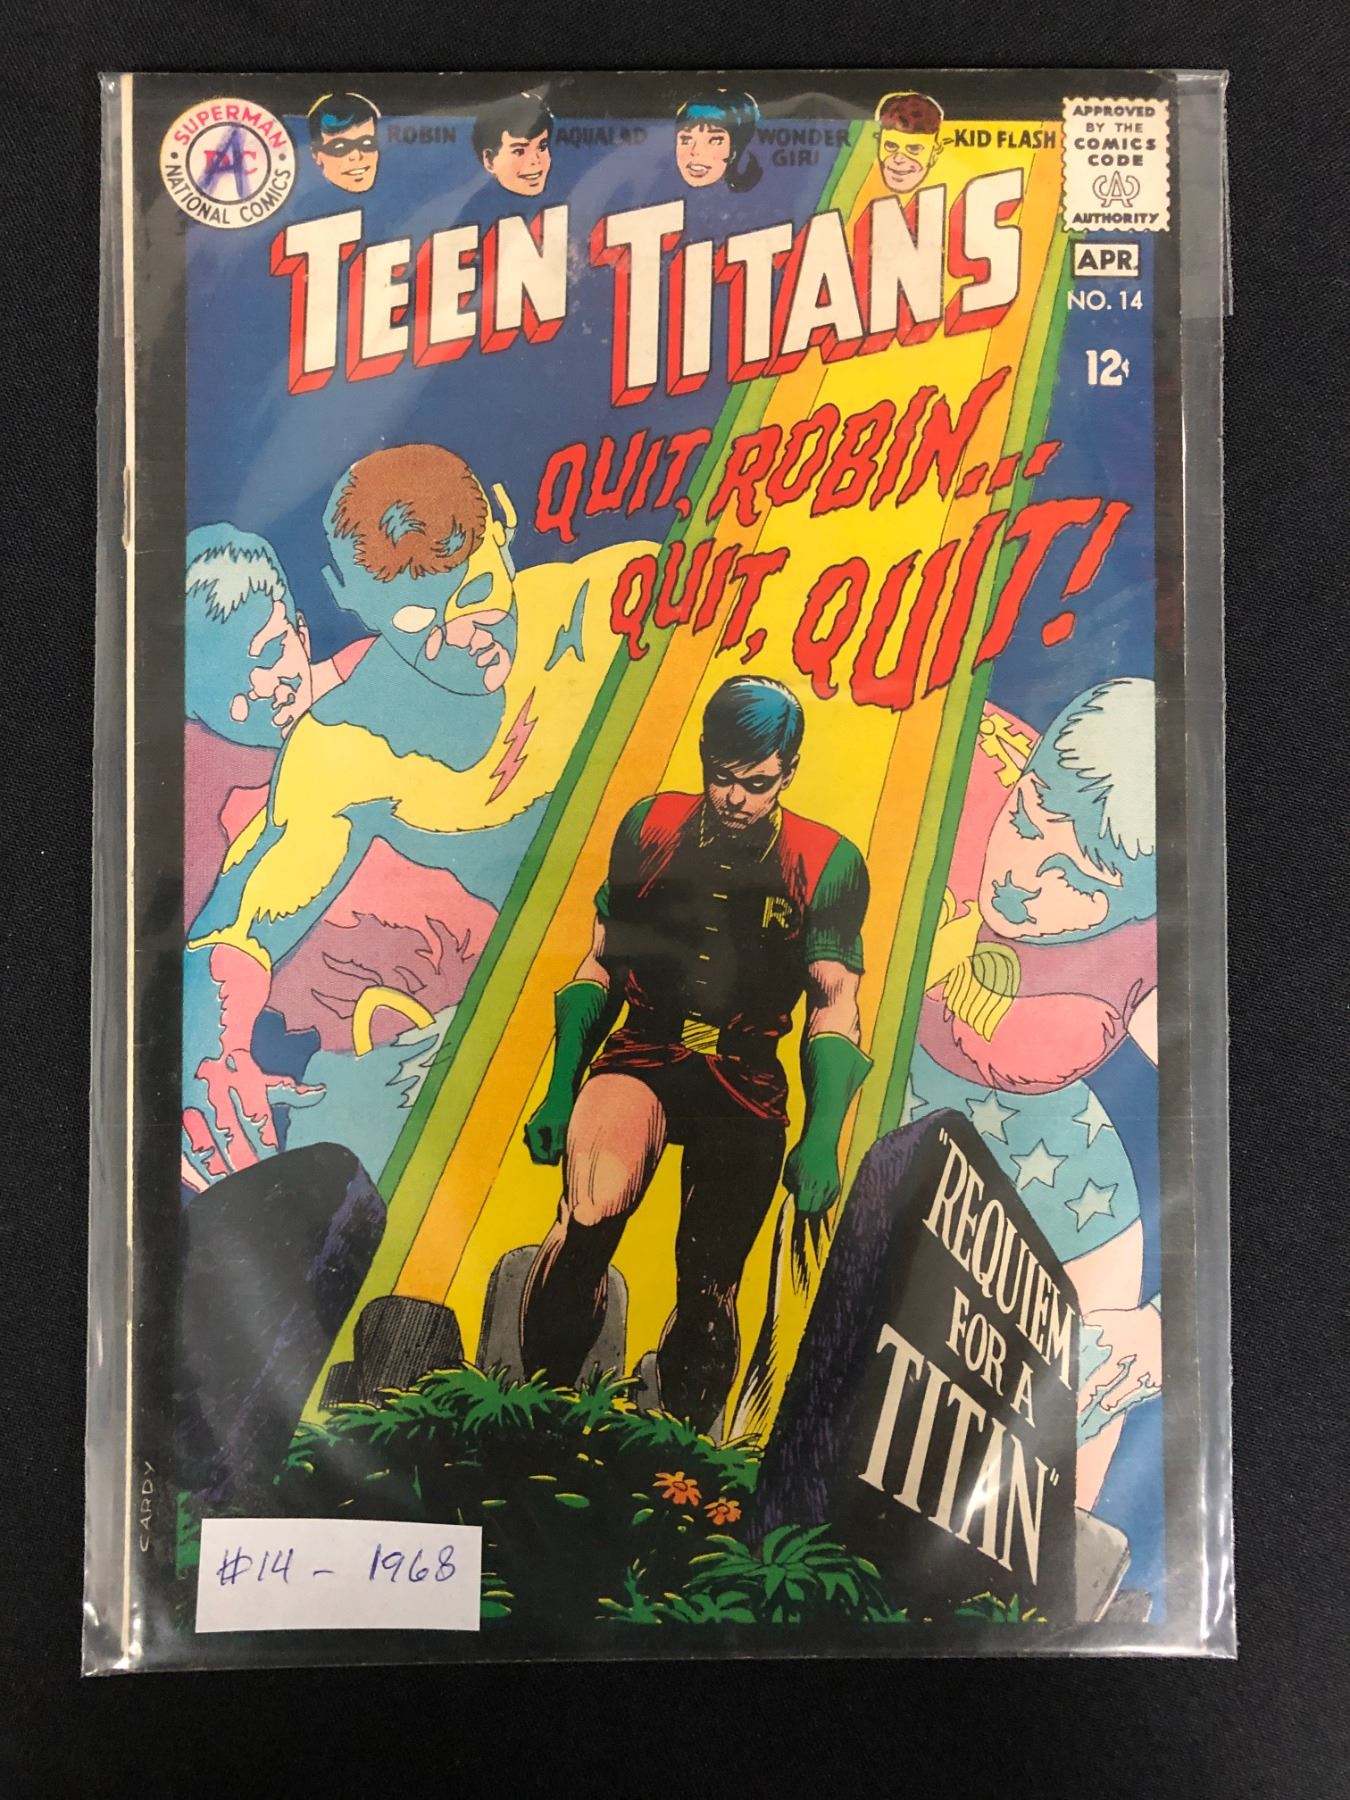 SUPERMAN
DC
A
NATIONAL COMICS
ROBIN
AQUALAD
WONDER
GIRL
KID FLASH
APPROVED
BY THE
COMICS
CODE
CA
AUTHORITY
TEEN TITANS
APR.
NO. 14
12¢
QUIT, ROBIN...
QUIT, QUIT!
R
"REQUIEM
FOR A
TITAN"
CARDY
#14 - 1968